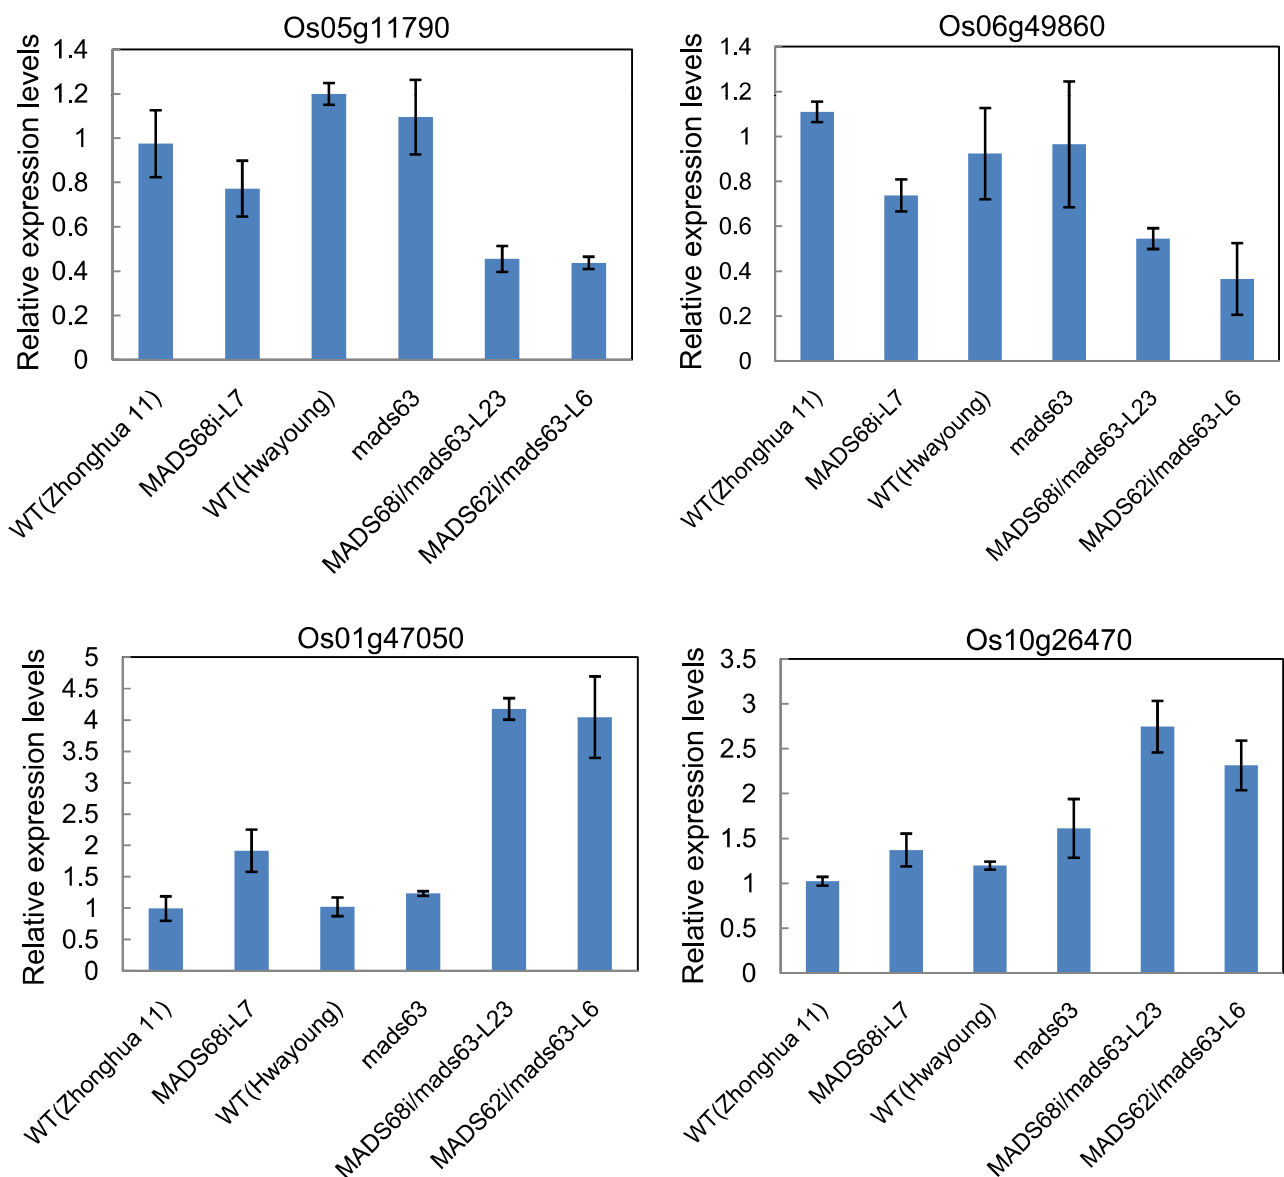 Os05g11790
Relative expression levels
1.4
1.2
1
0.8
0.6
0.4
0.2
0
WT(Zhonghua 11)
MADS68i-L7
WT(Hwayoung)
mads63
MADS68i/mads63-L23
MADS62i/mads63-L6
Os06g49860
Relative expression levels
1.4
1.2
1
0.8
0.6
0.4
0.2
0
WT(Zhonghua 11)
MADS68i-L7
WT(Hwayoung)
mads63
MADS68i/mads63-L23
MADS62i/mads63-L6
Os01g47050
Relative expression levels
5
4.5
4
3.5
3
2.5
2
1.5
1
0.5
0
WT(Zhonghua 11)
MADS68i-L7
WT(Hwayoung)
mads63
MADS68i/mads63-L23
MADS62i/mads63-L6
Os10g26470
Relative expression levels
3.5
3
2.5
2
1.5
1
0.5
0
WT(Zhonghua 11)
MADS68i-L7
WT(Hwayoung)
mads63
MADS68i/mads63-L23
MADS62i/mads63-L6